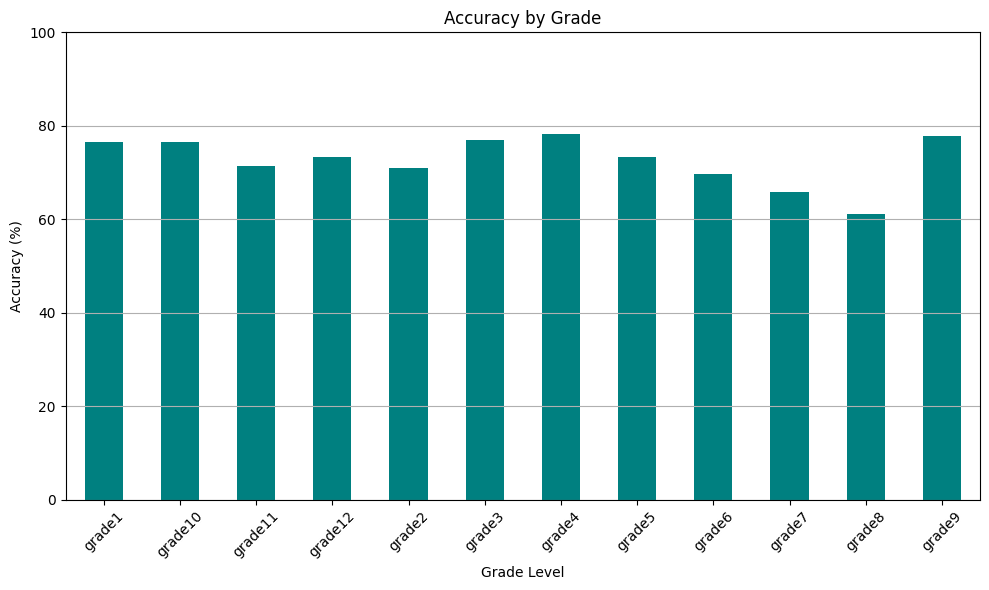 Accuracy by Grade
Accuracy (%)
100
80
60
40
20
0
grade1
grade10
grade11
grade12
grade2
grade3
grade4
grade5
grade6
grade7
grade8
grade9
Grade Level